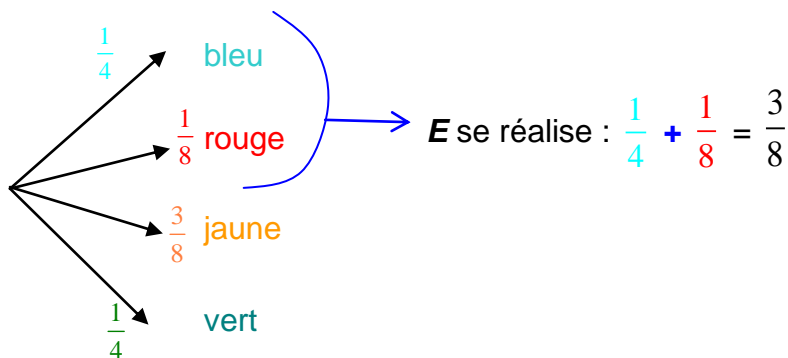 1/4 bleu
1/8 rouge
E se réalise : 1/4 + 1/8 = 3/8
3/8 jaune
1/4 vert